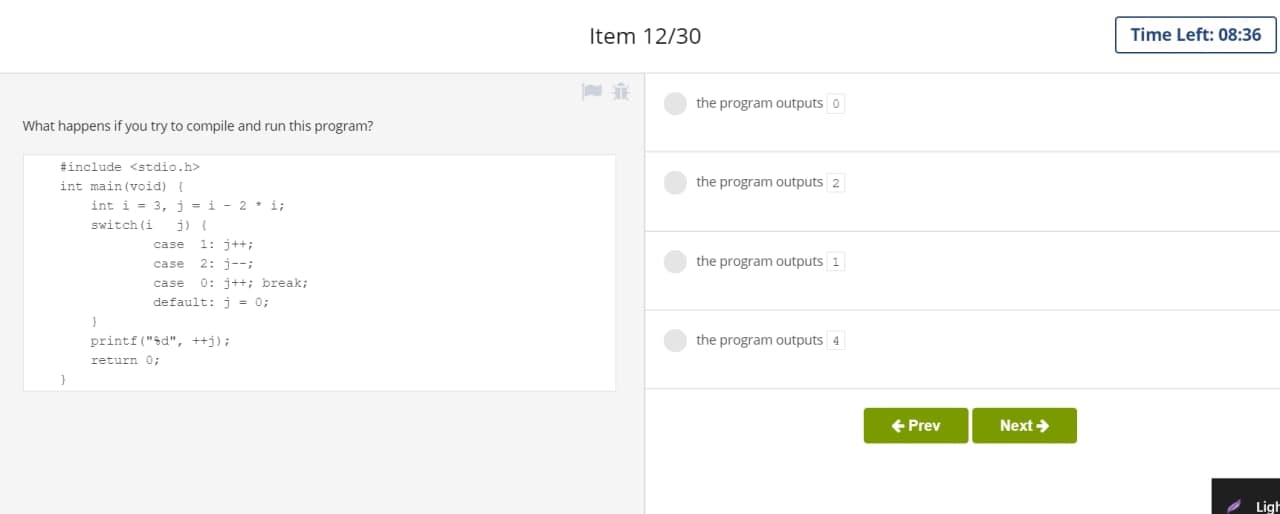 Item 12/30
Time Left: 08:36
What happens if you try to compile and run this program?
#include <stdio.h>
int main(void) {
int i = 3, j = i - 2 * i;
switch(i j) {
case 1: j++;
case 2: j--;
case 0: j++; break;
default: j = 0;
}
printf("%d", ++j);
return 0;
}
the program outputs 0
the program outputs 2
the program outputs 1
the program outputs 4
Prev
Next